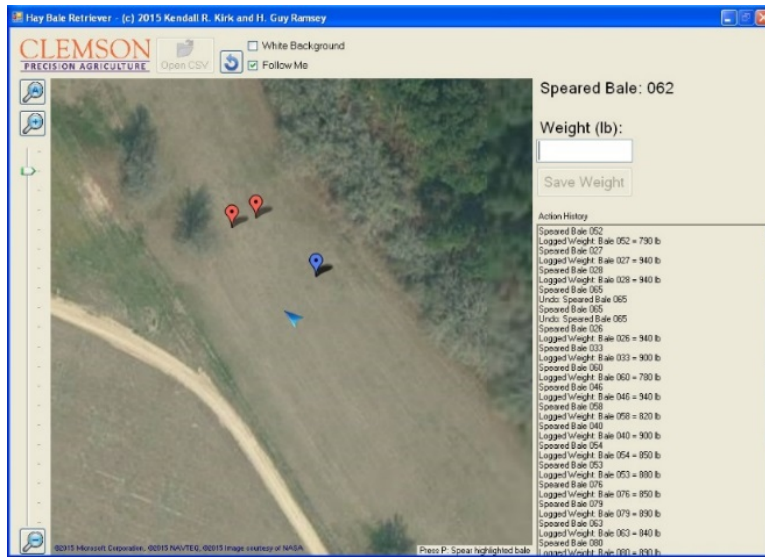 Hay Bale Retriever - (c) 2015 Kendall R. Kirk and H. Guy Ramsey
CLEMSON
PRECISION AGRICULTURE
Open CSV
White Background
Follow Me
Speared Bale: 062
Weight (lb):
Save Weight
Action History
Speared Bale 052
Logged Weight: Bale 052 = 790 lb
Speared Bale 027
Logged Weight: Bale 027 = 940 lb
Speared Bale 028
Logged Weight: Bale 028 = 940 lb
Speared Bale 065
Undo: Speared Bale 065
Speared Bale 065
Undo: Speared Bale 065
Speared Bale 026
Logged Weight: Bale 026 = 940 lb
Speared Bale 033
Logged Weight: Bale 033 = 900 lb
Speared Bale 060
Logged Weight: Bale 060 = 780 lb
Speared Bale 046
Logged Weight: Bale 046 = 940 lb
Speared Bale 058
Logged Weight: Bale 058 = 820 lb
Speared Bale 040
Logged Weight: Bale 040 = 900 lb
Speared Bale 054
Logged Weight: Bale 054 = 850 lb
Speared Bale 053
Logged Weight: Bale 053 = 880 lb
Speared Bale 076
Logged Weight: Bale 076 = 850 lb
Speared Bale 079
Logged Weight: Bale 079 = 890 lb
Speared Bale 063
Logged Weight: Bale 063 = 840 lb
Speared Bale 080
Logged Weight: Bale 080 = 890 lb
©2015 Microsoft Corporation, ©2015 NAVTEQ, ©2015 Image courtesy of NASA
Press P: Spear highlighted bale